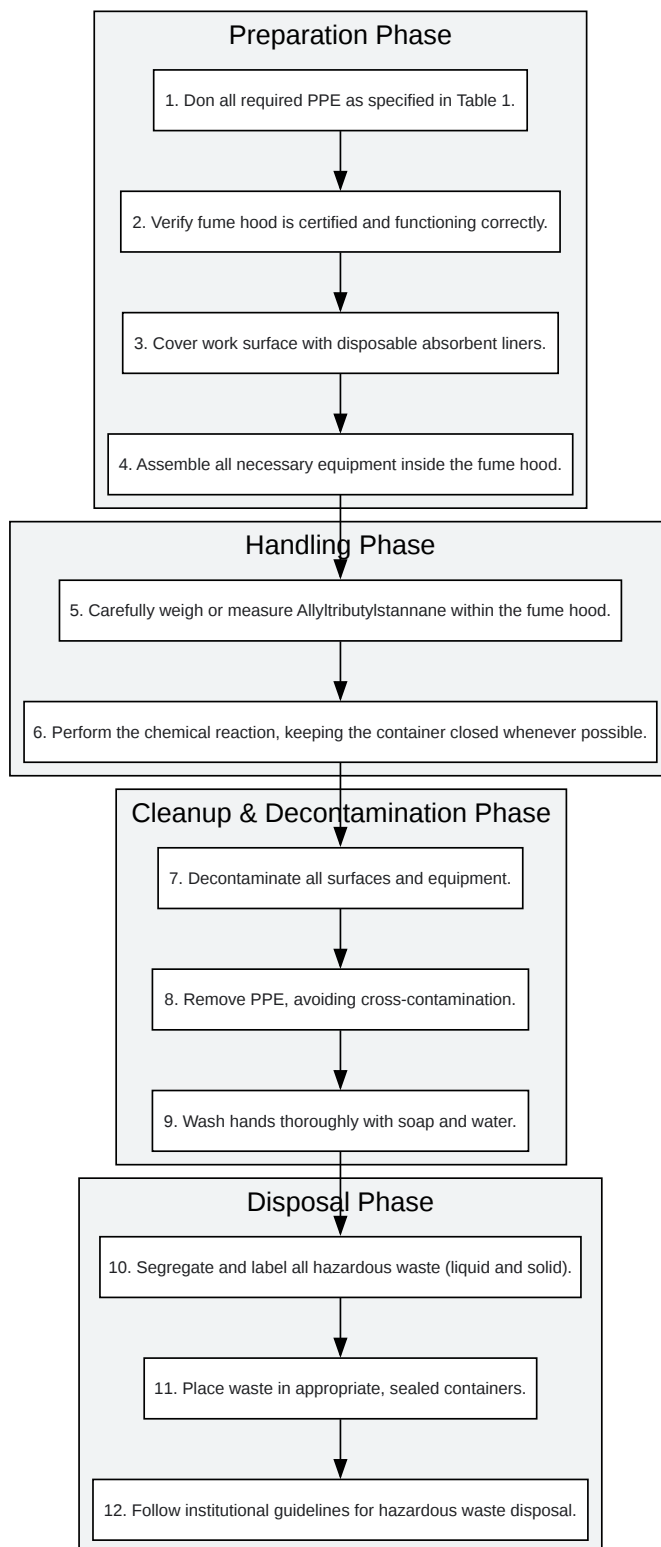 Preparation Phase
1. Don all required PPE as specified in Table 1.
2. Verify fume hood is certified and functioning correctly.
3. Cover work surface with disposable absorbent liners.
4. Assemble all necessary equipment inside the fume hood.
Handling Phase
5. Carefully weigh or measure Allyltributylstannane within the fume hood.
6. Perform the chemical reaction, keeping the container closed whenever possible.
Cleanup & Decontamination Phase
7. Decontaminate all surfaces and equipment.
8. Remove PPE, avoiding cross-contamination.
9. Wash hands thoroughly with soap and water.
Disposal Phase
10. Segregate and label all hazardous waste (liquid and solid).
11. Place waste in appropriate, sealed containers.
12. Follow institutional guidelines for hazardous waste disposal.